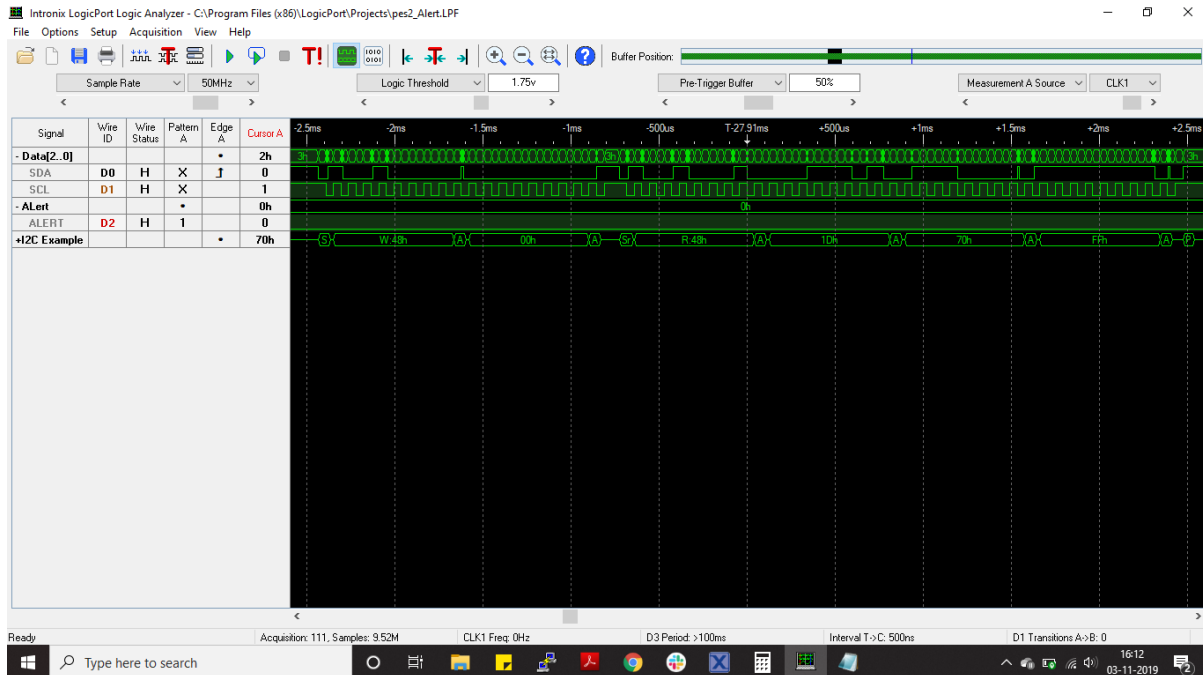 Intronix LogicPort Logic Analyzer - C:\Program Files (x86)\LogicPort\Projects\pes2_Alert.LPF
File Options Setup Acquisition View Help
T! 1010 0101 Buffer Position:
Sample Rate 50MHz Logic Threshold 1.75v Pre-Trigger Buffer 50% Measurement A Source CLK1
Signal Wire ID Wire Status Pattern A Edge A Cursor A -2.5ms -2ms -1.5ms -1ms -500us T-27.91ms +500us +1ms +1.5ms +2ms +2.5ms
- Data[2..0] 2h 3h 3h 3h
SDA D0 H X 0
SCL D1 H X 1
- ALert 0h 0h
ALERT D2 H 1 0
+I2C Example 70h S W:48h A 00h A Sr R:48h A 1Dh A 70h A FFh A P
Ready Acquisition: 111, Samples: 9.52M CLK1 Freq: 0Hz D3 Period: >100ms Interval T->C: 500ns D1 Transitions A->B: 0
Type here to search 16:12
03-11-2019 2